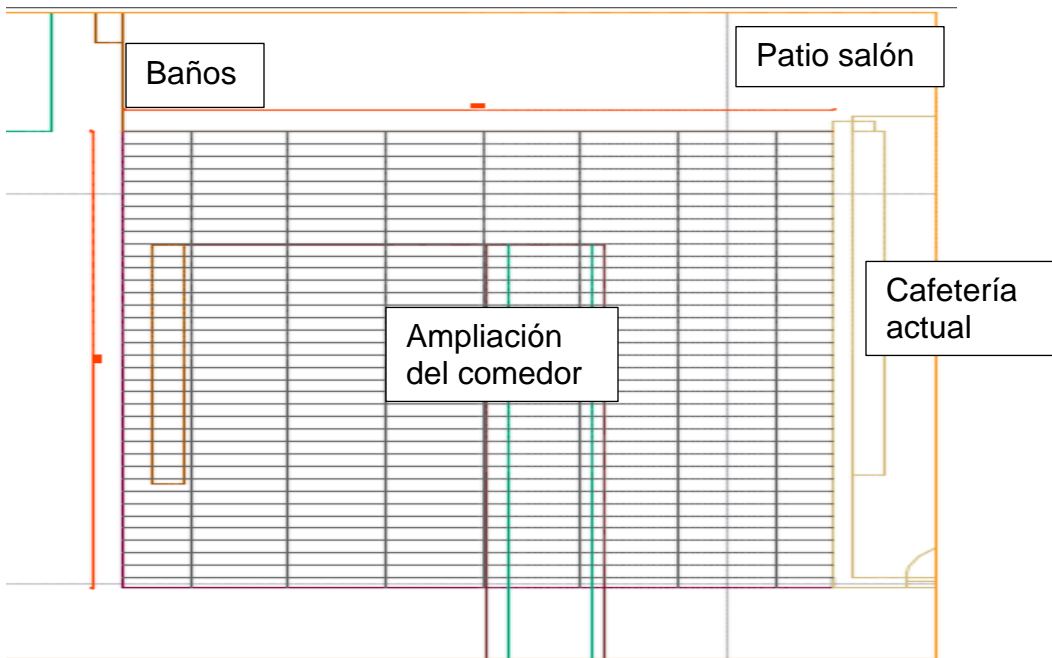 Baños
Patio salón
Cafetería
actual
Ampliación
del comedor